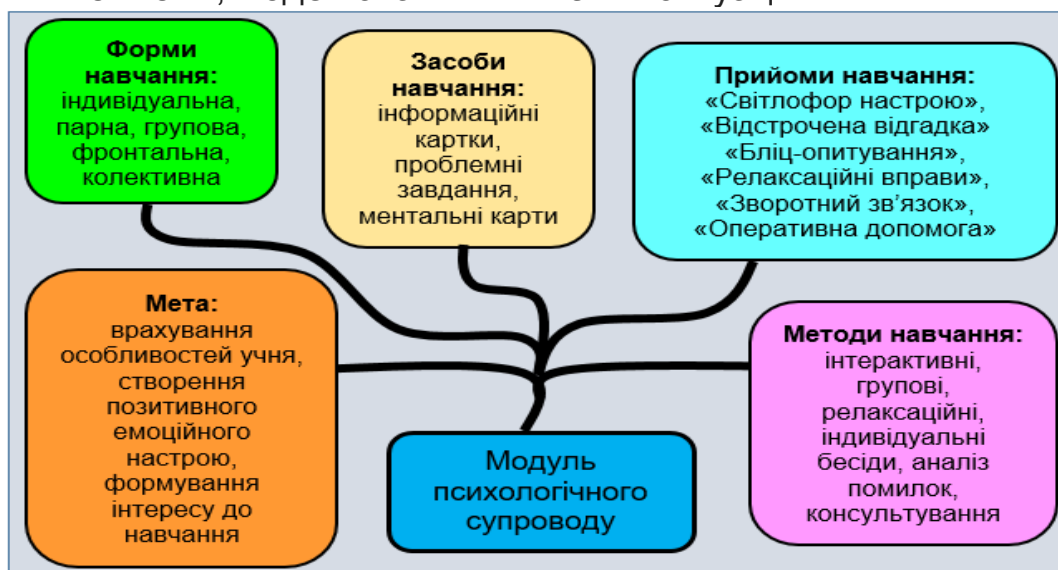 Форми
навчання:
індивідуальна,
парна, групова,
фронтальна,
колективна
Засоби
навчання:
інформаційні
картки,
проблемні
завдання,
ментальні карти
Прийоми навчання:
«Світлофор настрою»,
«Відстрочена відгадка»
«Бліц-опитування»,
«Релаксаційні вправи»,
«Зворотний зв’язок»,
«Оперативна допомога»
Мета:
врахування
особливостей учня,
створення
позитивного
емоційного
настрою,
формування
інтересу до
навчання
Модуль
психологічного
супроводу
Методи навчання:
інтерактивні,
групові,
релаксаційні,
індивідуальні
бесіди, аналіз
помилок,
консультування